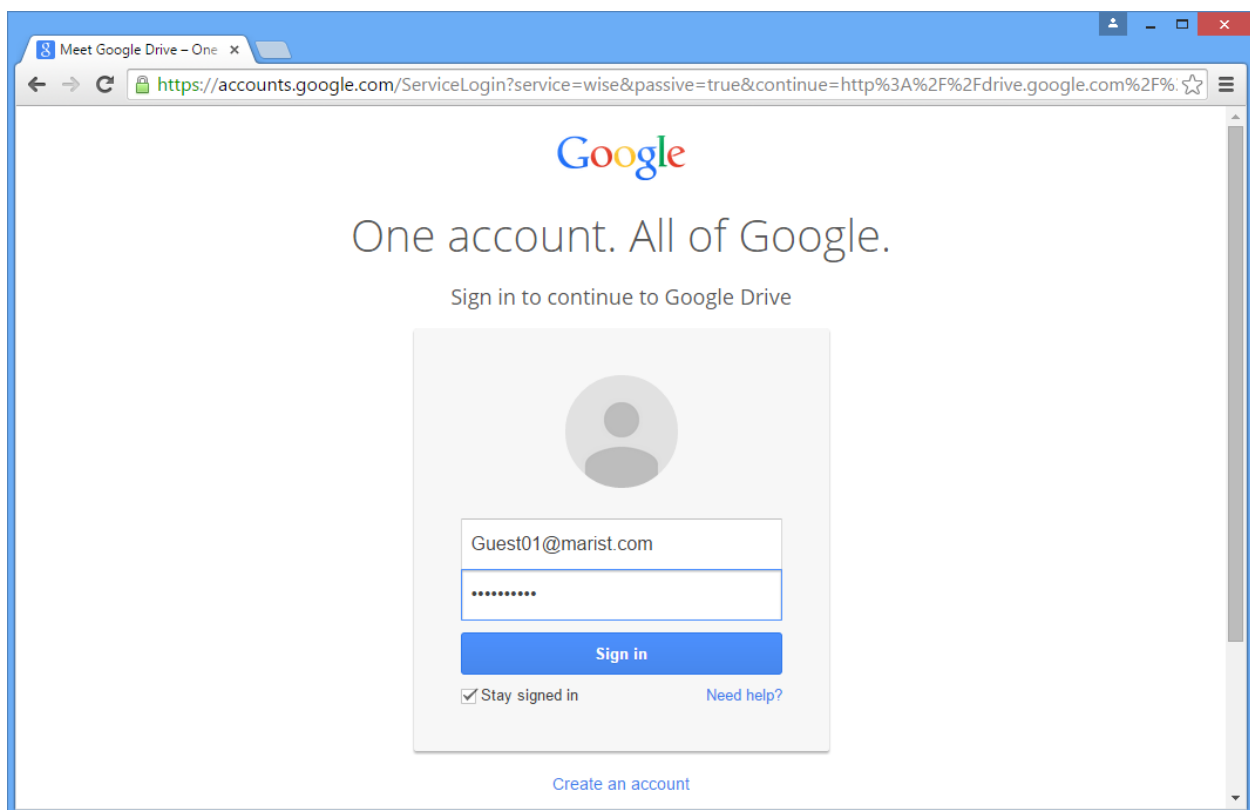 Meet Google Drive – One
https://accounts.google.com/ServiceLogin?service=wise&passive=true&continue=http%3A%2F%2Fdrive.google.com%2F%
Google
One account. All of Google.
Sign in to continue to Google Drive
Guest01@marist.com
••••••••••
Sign in
Stay signed in Need help?
Create an account